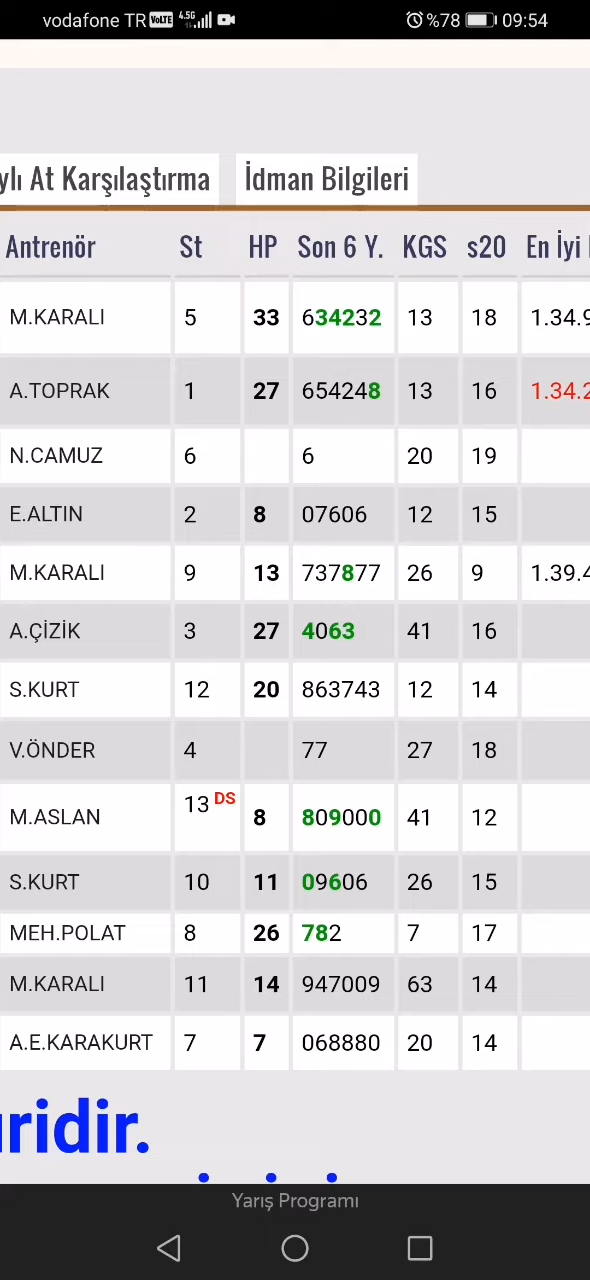 vodafone TR VoLTE 4.5G %78 09:54
ylı At Karşılaştırma İdman Bilgileri
Antrenör St HP Son 6 Y. KGS s20 En İyi
M.KARALI 5 33 634232 13 18 1.34.9
A.TOPRAK 1 27 654248 13 16 1.34.2
N.CAMUZ 6 6 20 19
E.ALTIN 2 8 07606 12 15
M.KARALI 9 13 737877 26 9 1.39.4
A.ÇİZİK 3 27 4063 41 16
S.KURT 12 20 863743 12 14
V.ÖNDER 4 77 27 18
M.ASLAN 13 DS 8 809000 41 12
S.KURT 10 11 09606 26 15
MEH.POLAT 8 26 782 7 17
M.KARALI 11 14 947009 63 14
A.E.KARAKURT 7 7 068880 20 14
ridir.
Yarış Programı